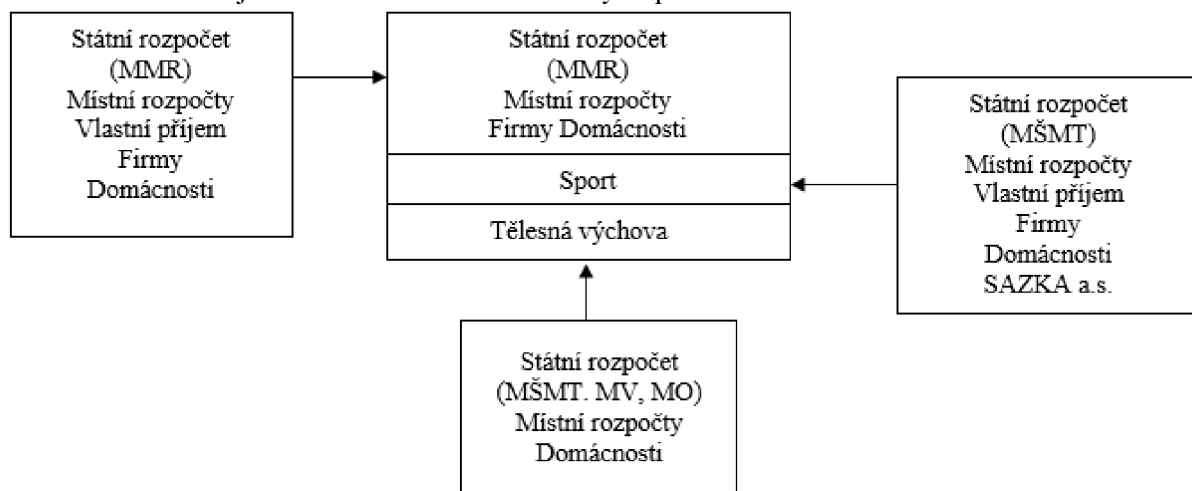 Státní rozpočet
(MMR)
Místní rozpočty
Vlastní příjem
Firmy
Domácnosti
Státní rozpočet
(MMR)
Místní rozpočty
Firmy Domácnosti
Sport
Tělesná výchova
Státní rozpočet
(MŠMT)
Místní rozpočty
Vlastní příjem
Firmy
Domácnosti
SAZKA a.s.
Státní rozpočet
(MŠMT. MV, MO)
Místní rozpočty
Domácnosti